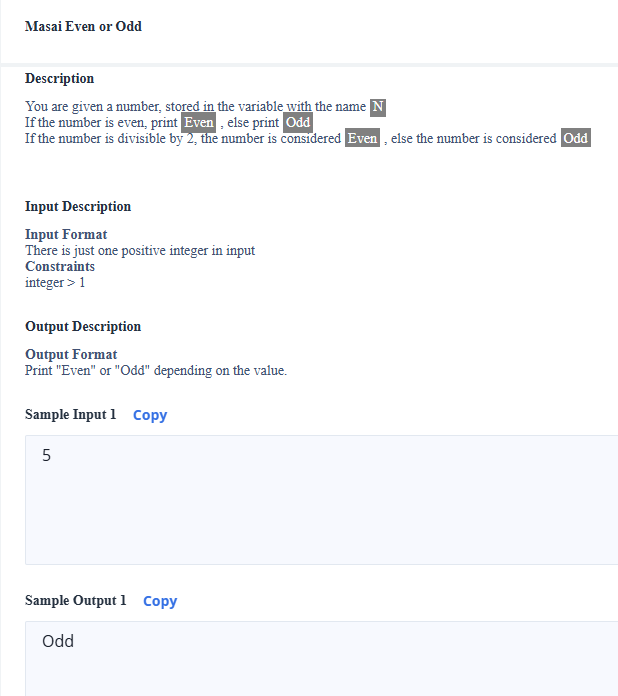 Masai Even or Odd
Description
You are given a number, stored in the variable with the name N
If the number is even, print Even , else print Odd
If the number is divisible by 2, the number is considered Even , else the number is considered Odd
Input Description
Input Format
There is just one positive integer in input
Constraints
integer > 1
Output Description
Output Format
Print "Even" or "Odd" depending on the value.
Sample Input 1 Copy
5
Sample Output 1 Copy
Odd